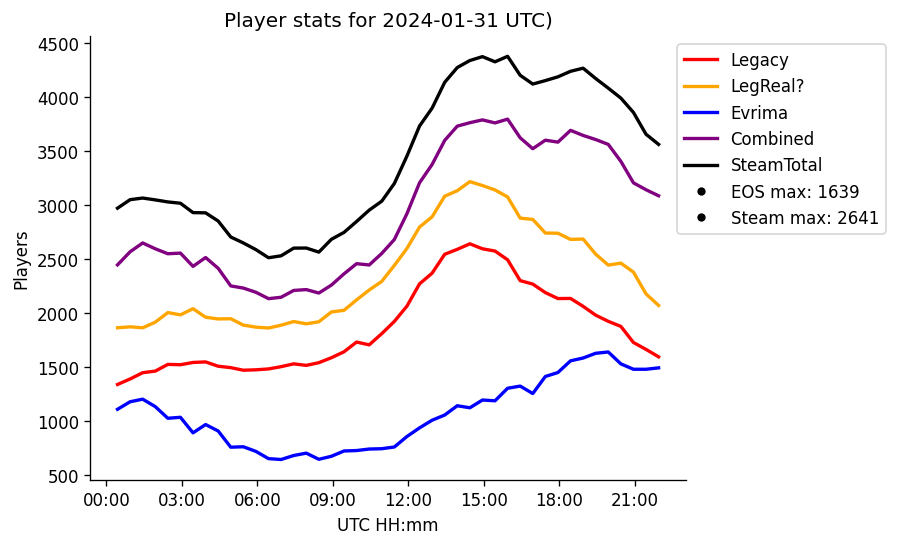 Player stats for 2024-01-31 UTC)
4500
4000
3500
3000
2500
2000
1500
1000
500
Players
00:00 03:00 06:00 09:00 12:00 15:00 18:00 21:00
UTC HH:mm
Legacy
LegReal?
Evrima
Combined
SteamTotal
EOS max: 1639
Steam max: 2641